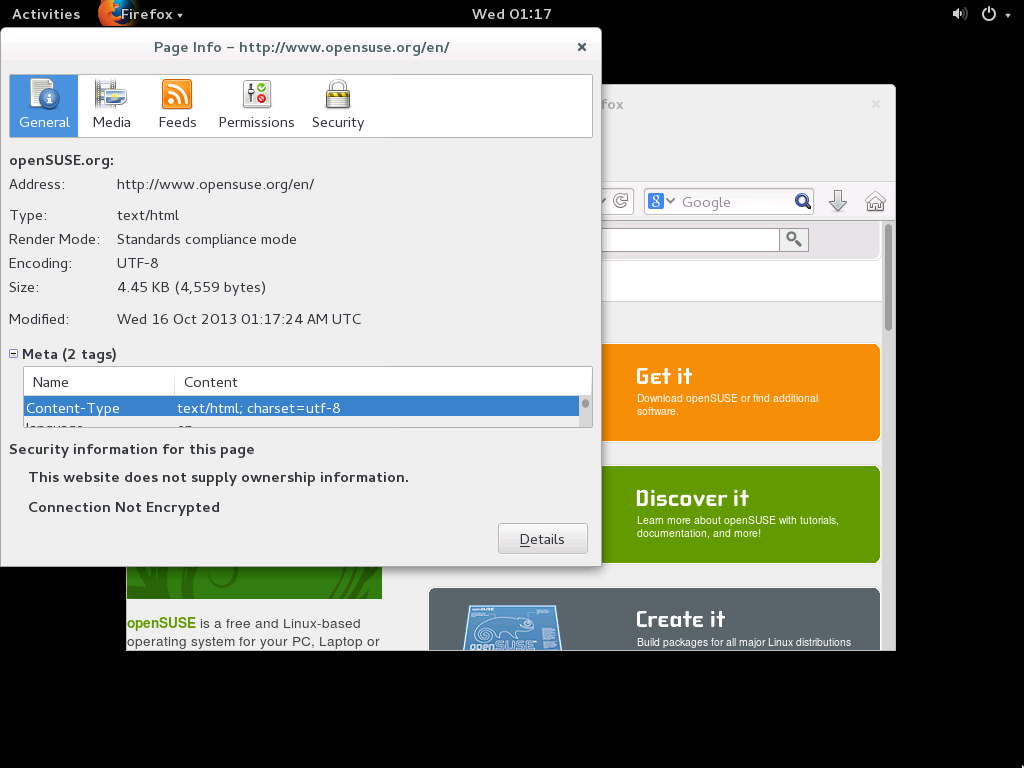 Activities Firefox Wed 01:17
Page Info – http://www.opensuse.org/en/
General Media Feeds Permissions Security
openSUSE.org:
Address: http://www.opensuse.org/en/
Type: text/html
Render Mode: Standards compliance mode
Encoding: UTF-8
Size: 4.45 KB (4,559 bytes)
Modified: Wed 16 Oct 2013 01:17:24 AM UTC
Meta (2 tags)
Name Content
Content-Type text/html; charset=utf-8
Security information for this page
This website does not supply ownership information.
Connection Not Encrypted
Details
fox
Google
Get it
Download openSUSE or find additional
software.
Discover it
Learn more about openSUSE with tutorials,
documentation, and more!
Create it
Build packages for all major Linux distributions
openSUSE
openSUSE is a free and Linux-based
operating system for your PC, Laptop or